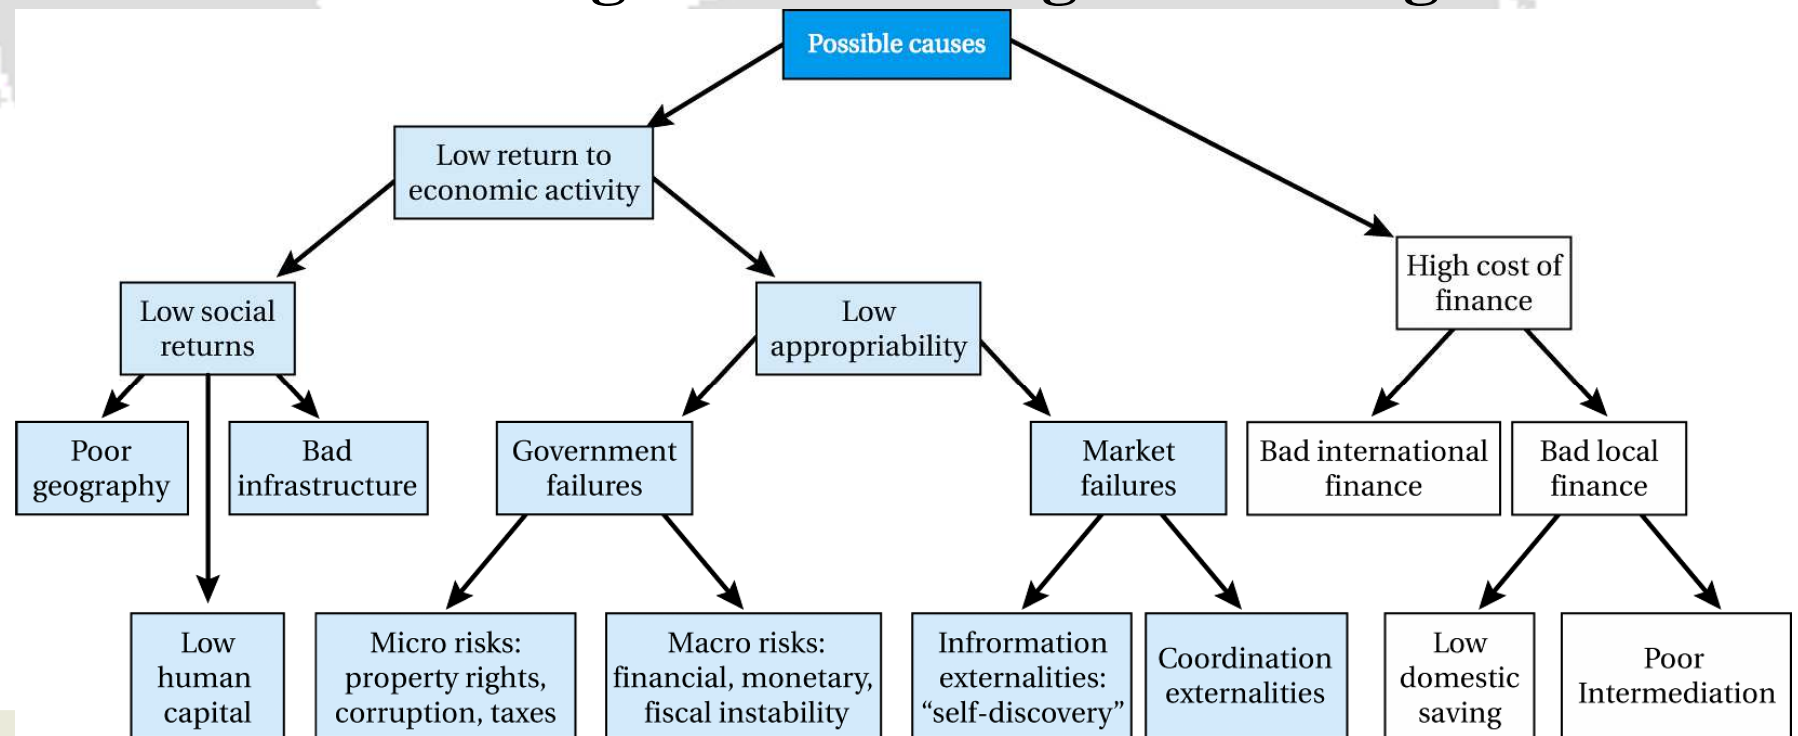 Possible causes
Low return to
economic activity
High cost of
finance
Low social
returns
Low
appropriability
Poor
geography
Bad
infrastructure
Government
failures
Market
failures
Bad international
finance
Bad local
finance
Low
human
capital
Micro risks:
property rights,
corruption, taxes
Macro risks:
financial, monetary,
fiscal instability
Infrormation
externalities:
“self-discovery”
Coordination
externalities
Low
domestic
saving
Poor
Intermediation